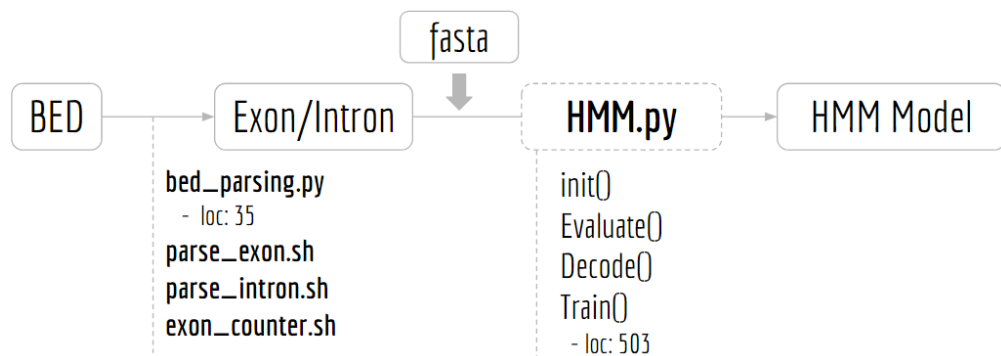 fasta
BED
Exon/Intron
HMM.py
HMM Model
bed_parsing.py
- loc: 35
parse_exon.sh
parse_intron.sh
exon_counter.sh
init()
Evaluate()
Decode()
Train()
- loc: 503